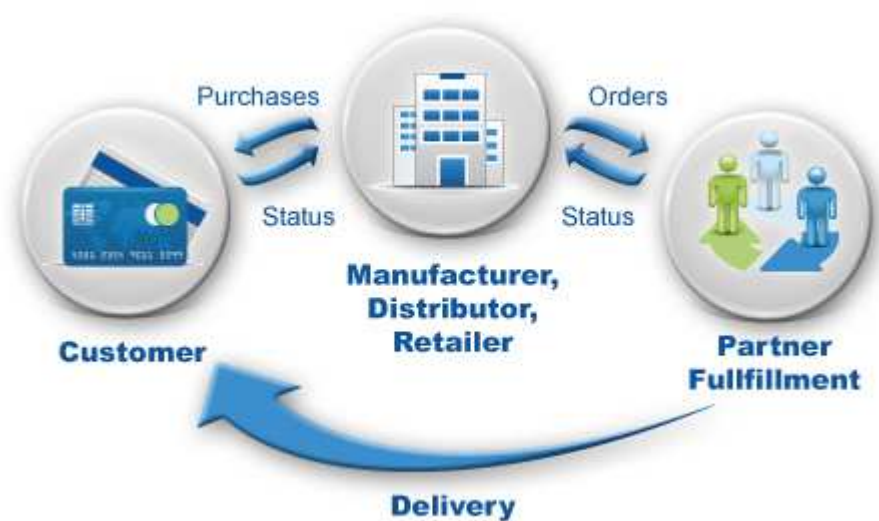 Purchases
Orders
Status
Status
Manufacturer,
Distributor,
Retailer
Customer
Partner
Fullfillment
Delivery